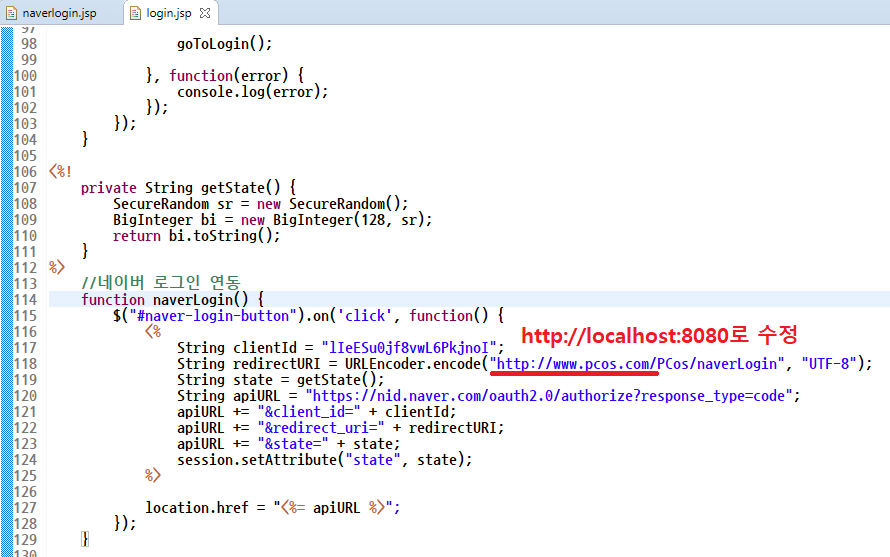 naverlogin.jsp
login.jsp
97
98 goToLogin();
99
100 }, function(error) {
101 console.log(error);
102 });
103 });
104 }
105
106 <%!
107 private String getState() {
108 SecureRandom sr = new SecureRandom();
109 BigInteger bi = new BigInteger(128, sr);
110 return bi.toString();
111 }
112 %>
113 //네이버 로그인 연동
114 function naverLogin() {
115 $("#naver-login-button").on('click', function() {
116 <%
http://localhost:8080로 수정
117 String clientId = "lIeESu0jf8vwL6PkjnoI";
118 String redirectURI = URLEncoder.encode("http://www.pcos.com/PCos/naverLogin", "UTF-8");
119 String state = getState();
120 String apiURL = "https://nid.naver.com/oauth2.0/authorize?response_type=code";
121 apiURL += "&client_id=" + clientId;
122 apiURL += "&redirect_uri=" + redirectURI;
123 apiURL += "&state=" + state;
124 session.setAttribute("state", state);
125 %>
126
127 location.href = "<%= apiURL %>";
128 });
129 }
130